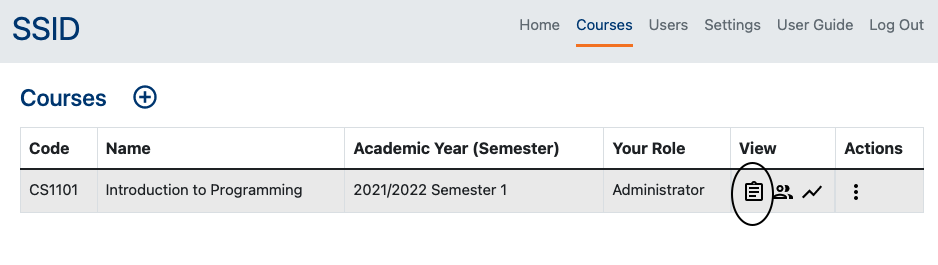 SSID
Home Courses Users Settings User Guide Log Out
Courses
Code Name Academic Year (Semester) Your Role View Actions
CS1101 Introduction to Programming 2021/2022 Semester 1 Administrator